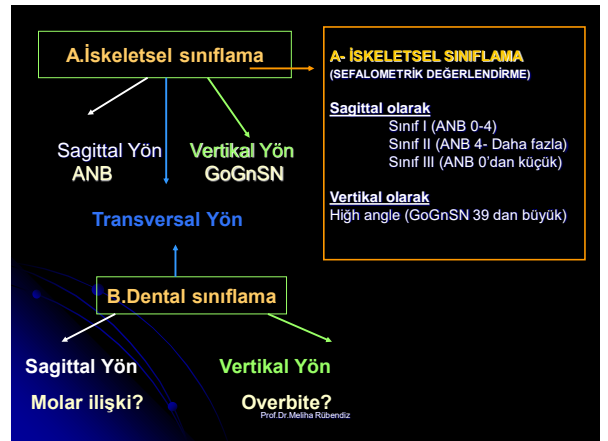 A.İskeletsel sınıflama
Sagittal Yön
ANB
Vertikal Yön
GoGnSN
Transversal Yön
B.Dental sınıflama
Sagittal Yön
Molar ilişki?
Vertikal Yön
Overbite?
Prof.Dr.Meliha Rübendiz
A- İSKELETSEL SINIFLAMA
(SEFALOMETRİK DEĞERLENDİRME)
Sagittal olarak
Sınıf I (ANB 0-4)
Sınıf II (ANB 4- Daha fazla)
Sınıf III (ANB 0’dan küçük)
Vertikal olarak
Hiğh angle (GoGnSN 39 dan büyük)